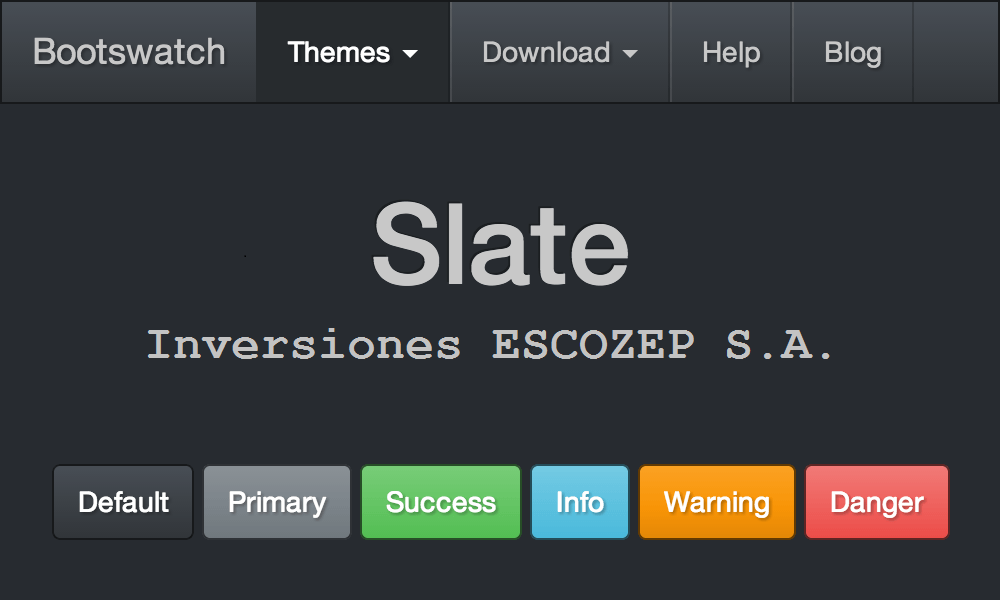 Bootswatch Themes Download Help Blog
Slate
Inversiones ESCOZEP S.A.
Default Primary Success Info Warning Danger